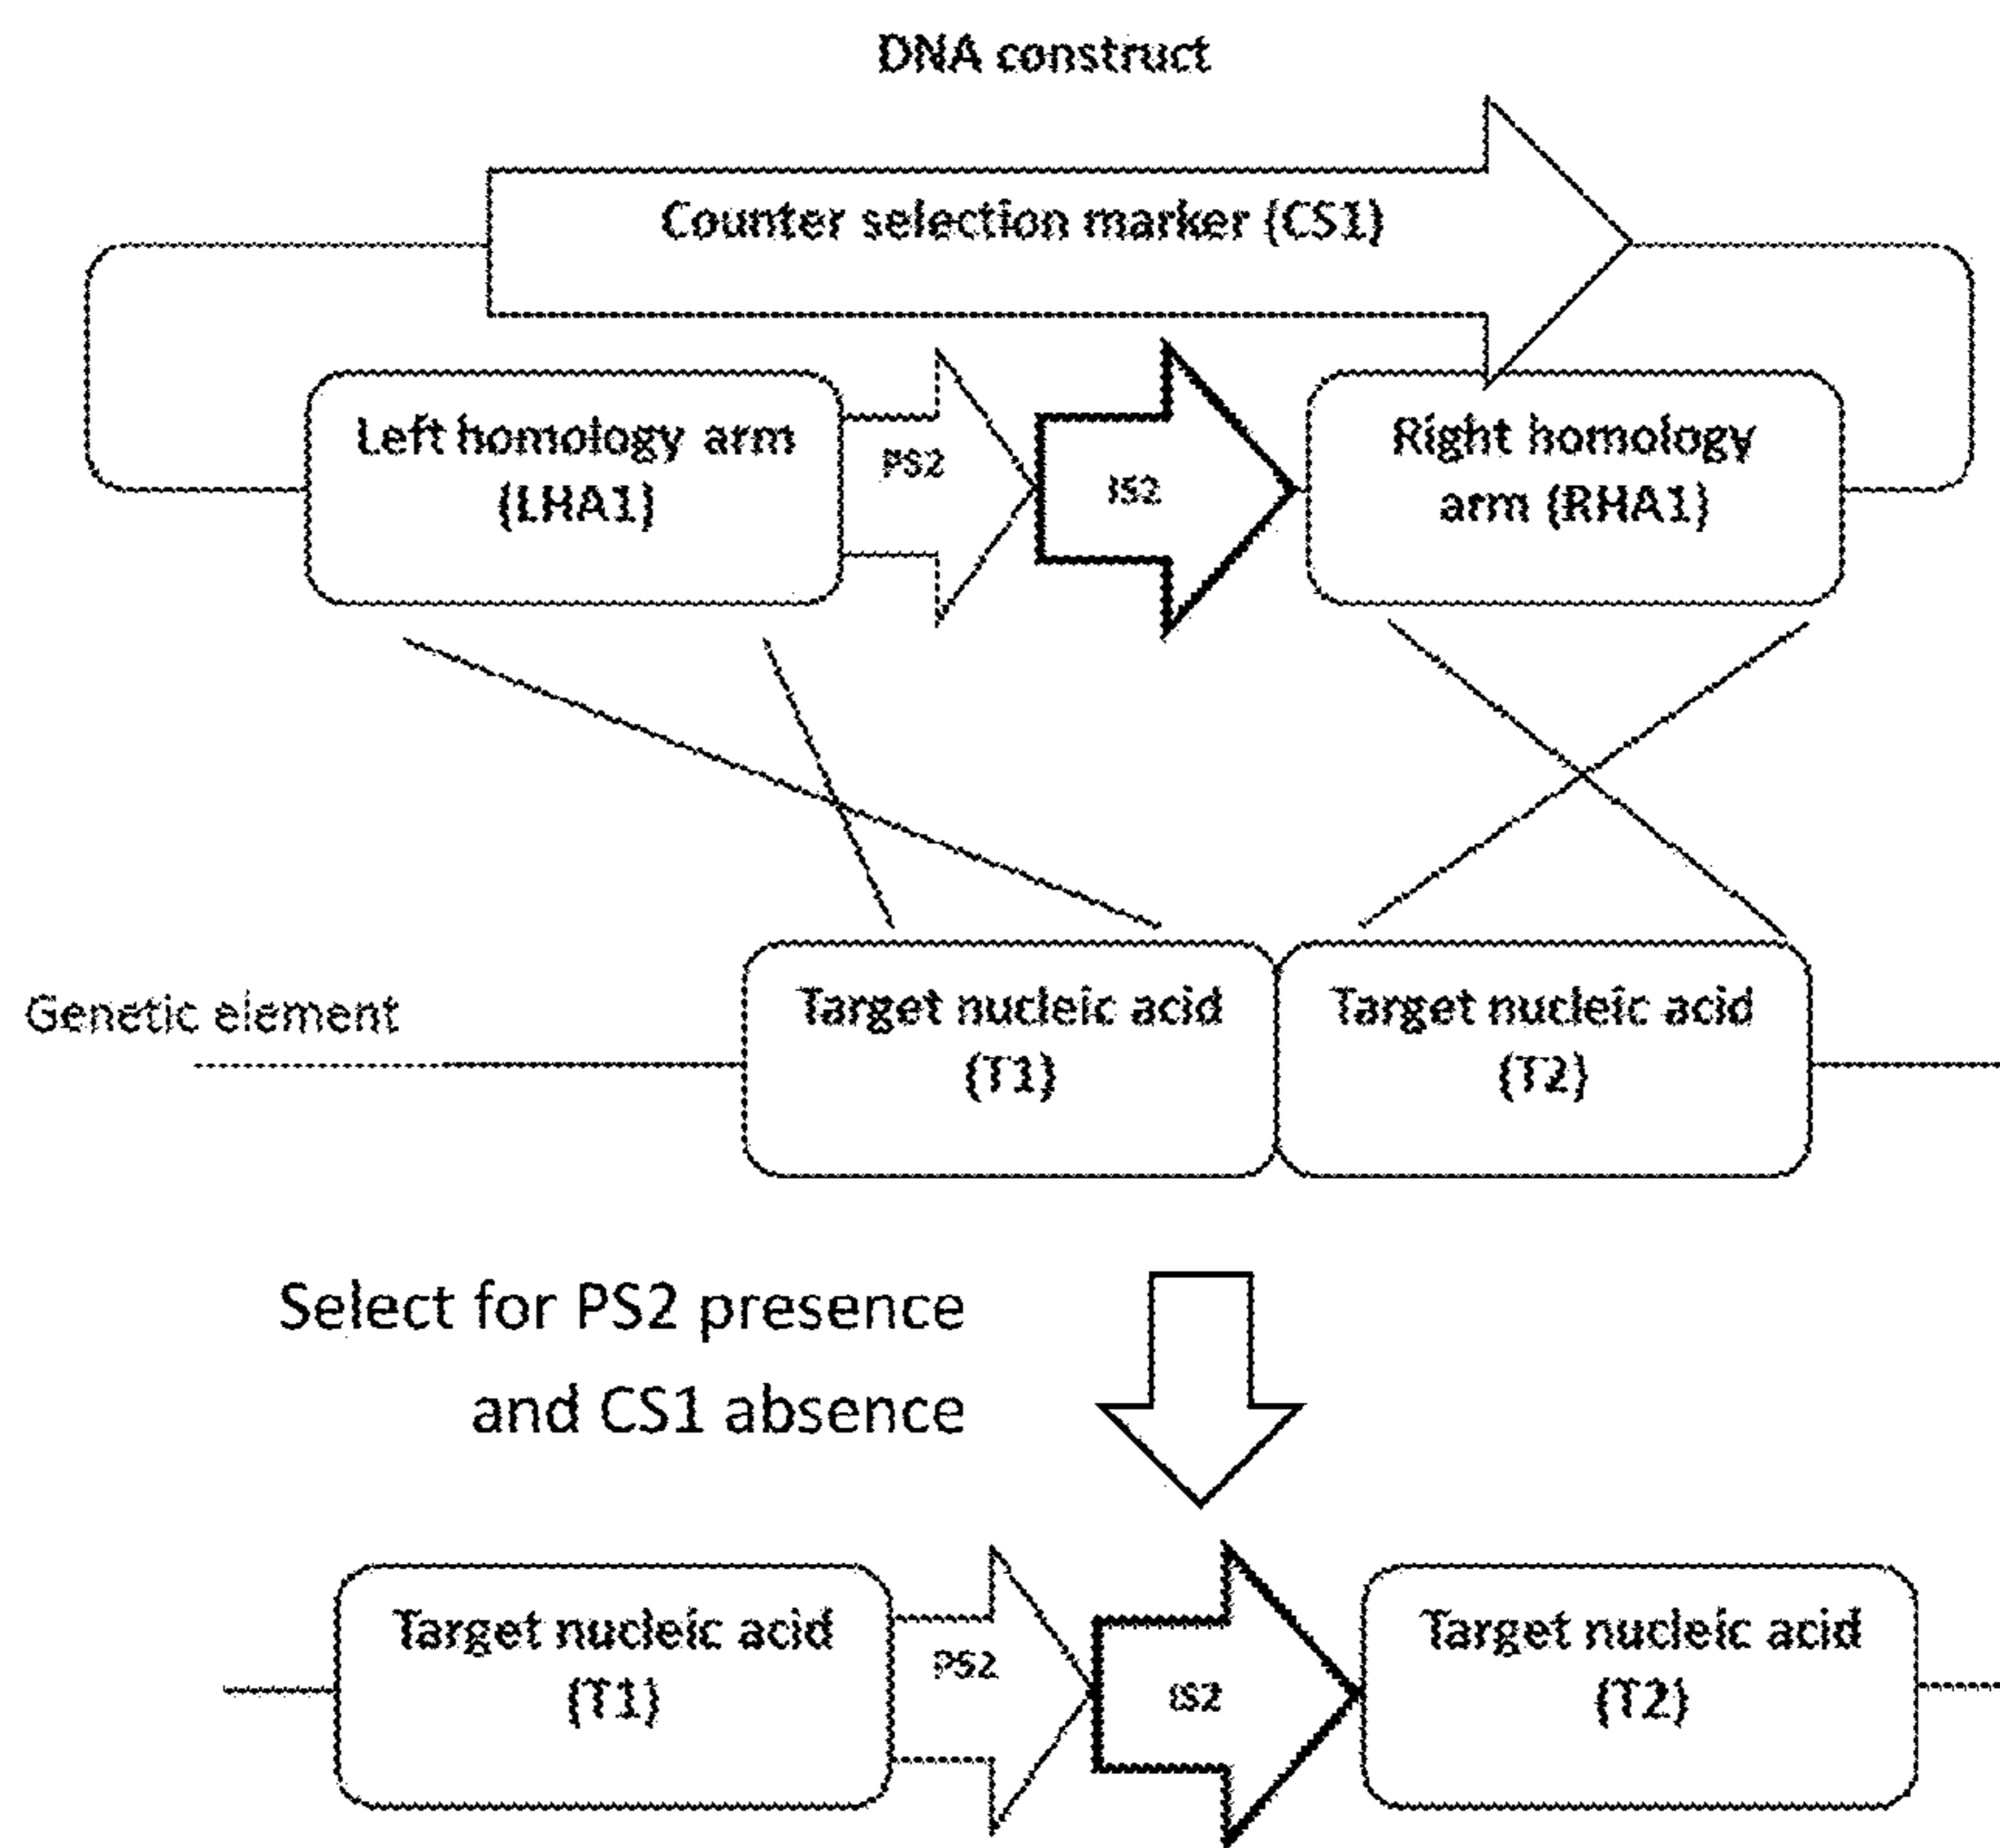 DNA construct
Counter selection marker (CS1)
Left homology arm
(LHA1)
PS2
IS2
Right homology
arm (RHA1)
Genetic element
Target nucleic acid
(T1)
Target nucleic acid
(T2)
Select for PS2 presence
and CS1 absence
Target nucleic acid
(T1)
PS2
IS2
Target nucleic acid
(T2)